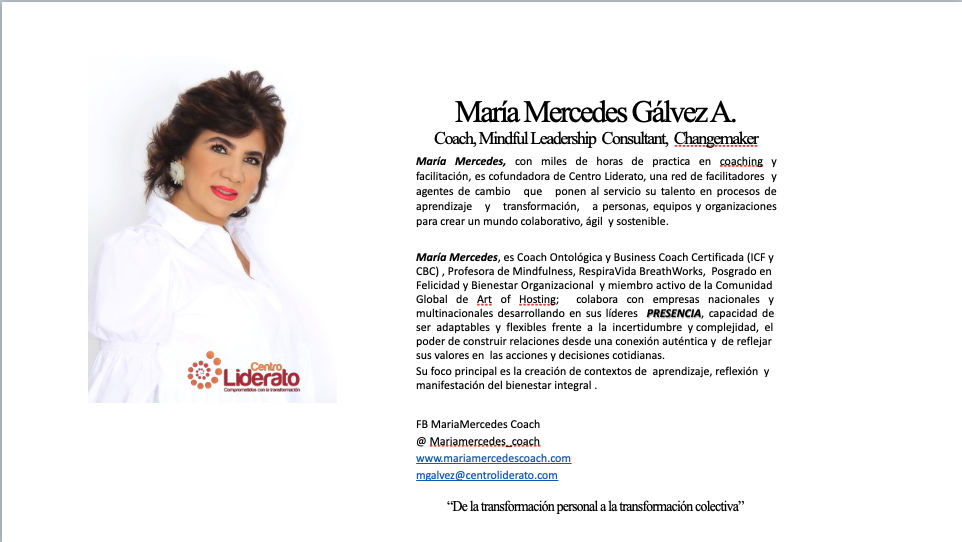 María Mercedes Gálvez A.
Coach, Mindful Leadership Consultant, Changemaker
María Mercedes, con miles de horas de practica en coaching y
facilitación, es cofundadora de Centro Liderato, una red de facilitadores y
agentes de cambio que ponen al servicio su talento en procesos de
aprendizaje y transformación, a personas, equipos y organizaciones
para crear un mundo colaborativo, ágil y sostenible.
María Mercedes, es Coach Ontológica y Business Coach Certificada (ICF y
CBC) , Profesora de Mindfulness, RespiraVida BreathWorks, Posgrado en
Felicidad y Bienestar Organizacional y miembro activo de la Comunidad
Global de Art of Hosting; colabora con empresas nacionales y
multinacionales desarrollando en sus líderes PRESENCIA, capacidad de
ser adaptables y flexibles frente a la incertidumbre y complejidad, el
poder de construir relaciones desde una conexión auténtica y de reflejar
sus valores en las acciones y decisiones cotidianas.
Su foco principal es la creación de contextos de aprendizaje, reflexión y
manifestación del bienestar integral .
Centro
Liderato
Comprometidos con la transformación
FB MariaMercedes Coach
@ Mariamercedes_coach
www.mariamercedescoach.com
mgalvez@centroliderato.com
“De la transformación personal a la transformación colectiva”